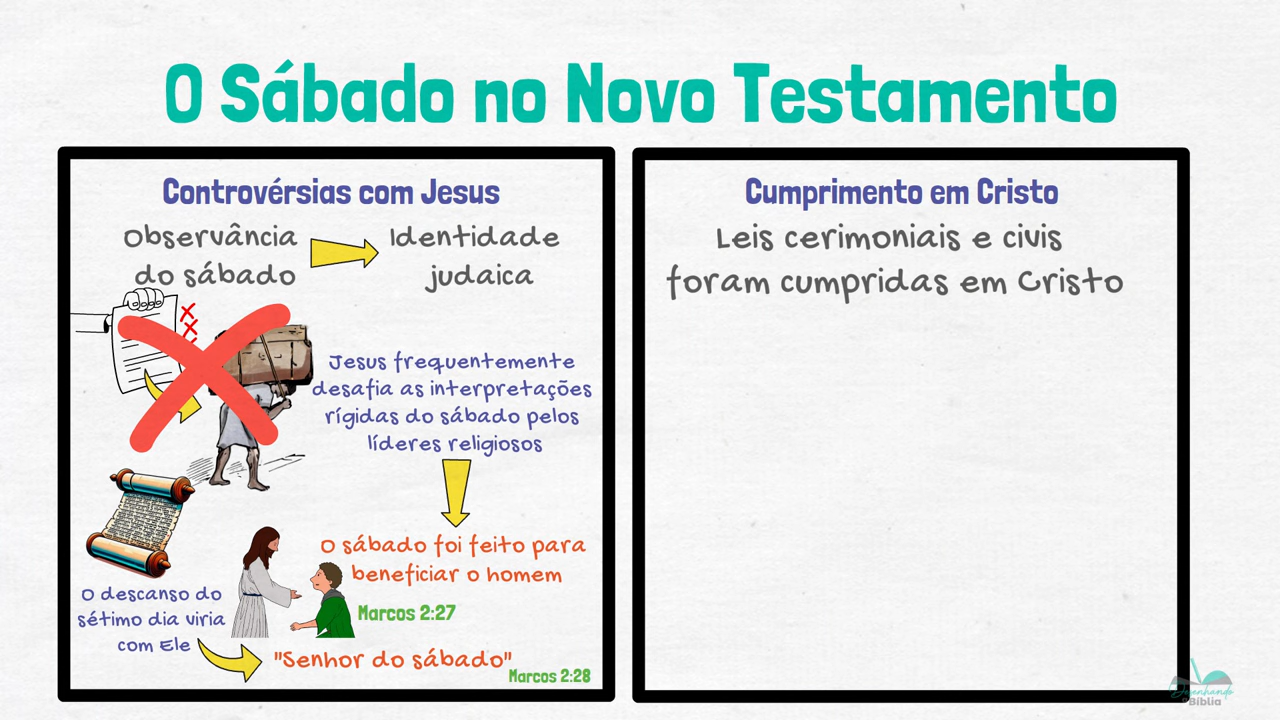 O Sábado no Novo Testamento
Controvérsias com Jesus
Observância
do sábado
Identidade
judaica
Jesus frequentemente
desafia as interpretações
rígidas do sábado pelos
líderes religiosos
O sábado foi feito para
beneficiar o homem
Marcos 2:27
O descanso do
sétimo dia viria
com Ele
"Senhor do sábado"
Marcos 2:28
Cumprimento em Cristo
Leis cerimoniais e civis
foram cumpridas em Cristo
Desenhando
a Bíblia